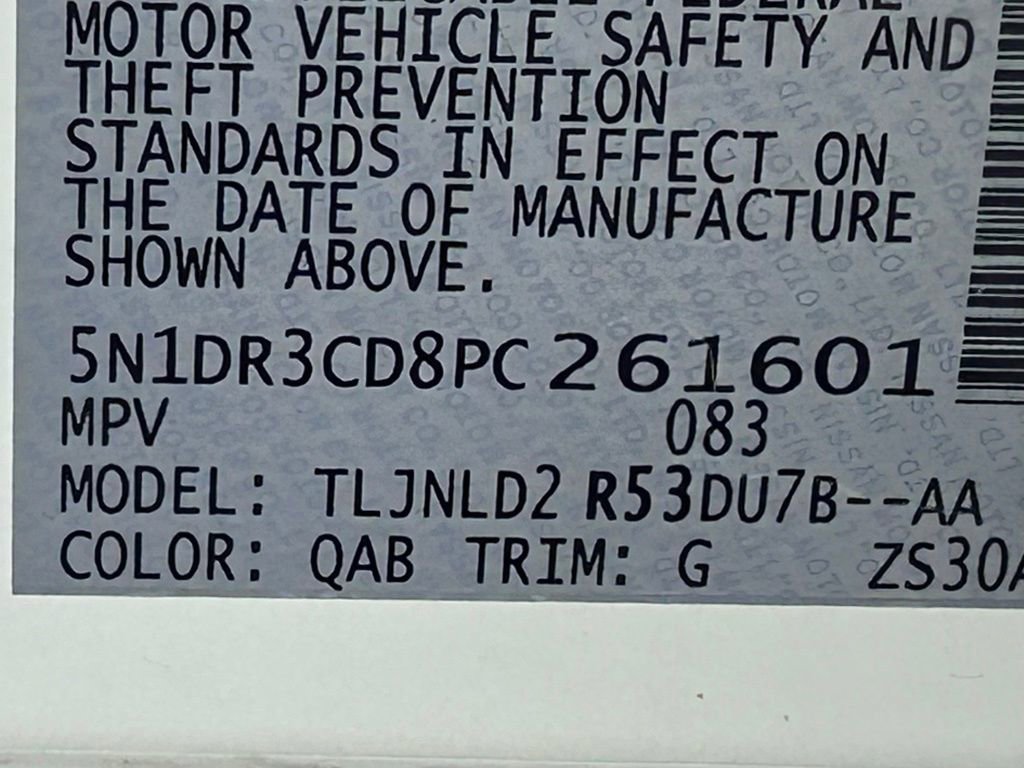 MOTOR VEHICLE SAFETY AND
THEFT PREVENTION
STANDARDS IN EFFECT ON
THE DATE OF MANUFACTURE
SHOWN ABOVE.
5N1DR3CD8PC261601
MPV 083
MODEL: TLJNLD2 R53DU7B--AA
COLOR: QAB TRIM: G ZS30A